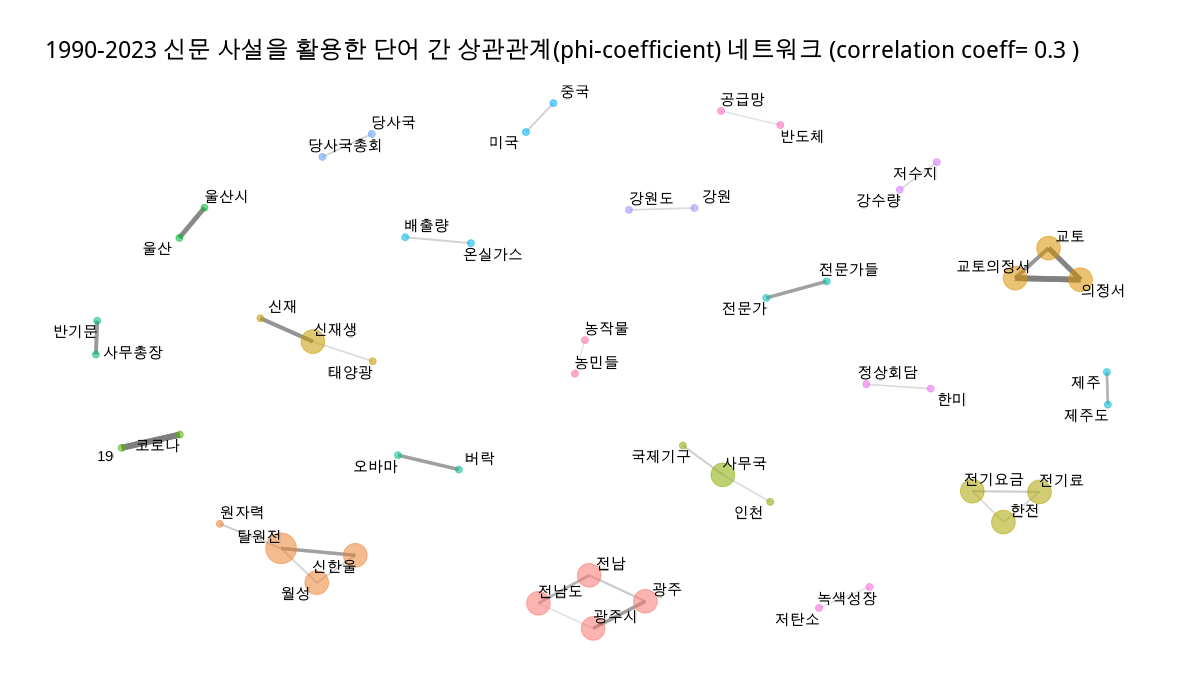 1990-2023 신문 사설을 활용한 단어 간 상관관계(phi-coefficient) 네트워크 (correlation coeff= 0.3 )
중국
공급망
당사국
반도체
미국
당사국총회
저수지
울산시
강원도
강원
강수량
배출량
교토
울산
온실가스
교토의정서
전문가들
의정서
신재
전문가
신재생
농작물
반기문
사무총장
농민들
태양광
정상회담
제주
한미
제주도
코로나
19
국제기구
버락
오바마
사무국
전기요금
전기료
인천
한전
원자력
탈원전
신한울
전남
전남도
광주
월성
녹색성장
광주시
저탄소